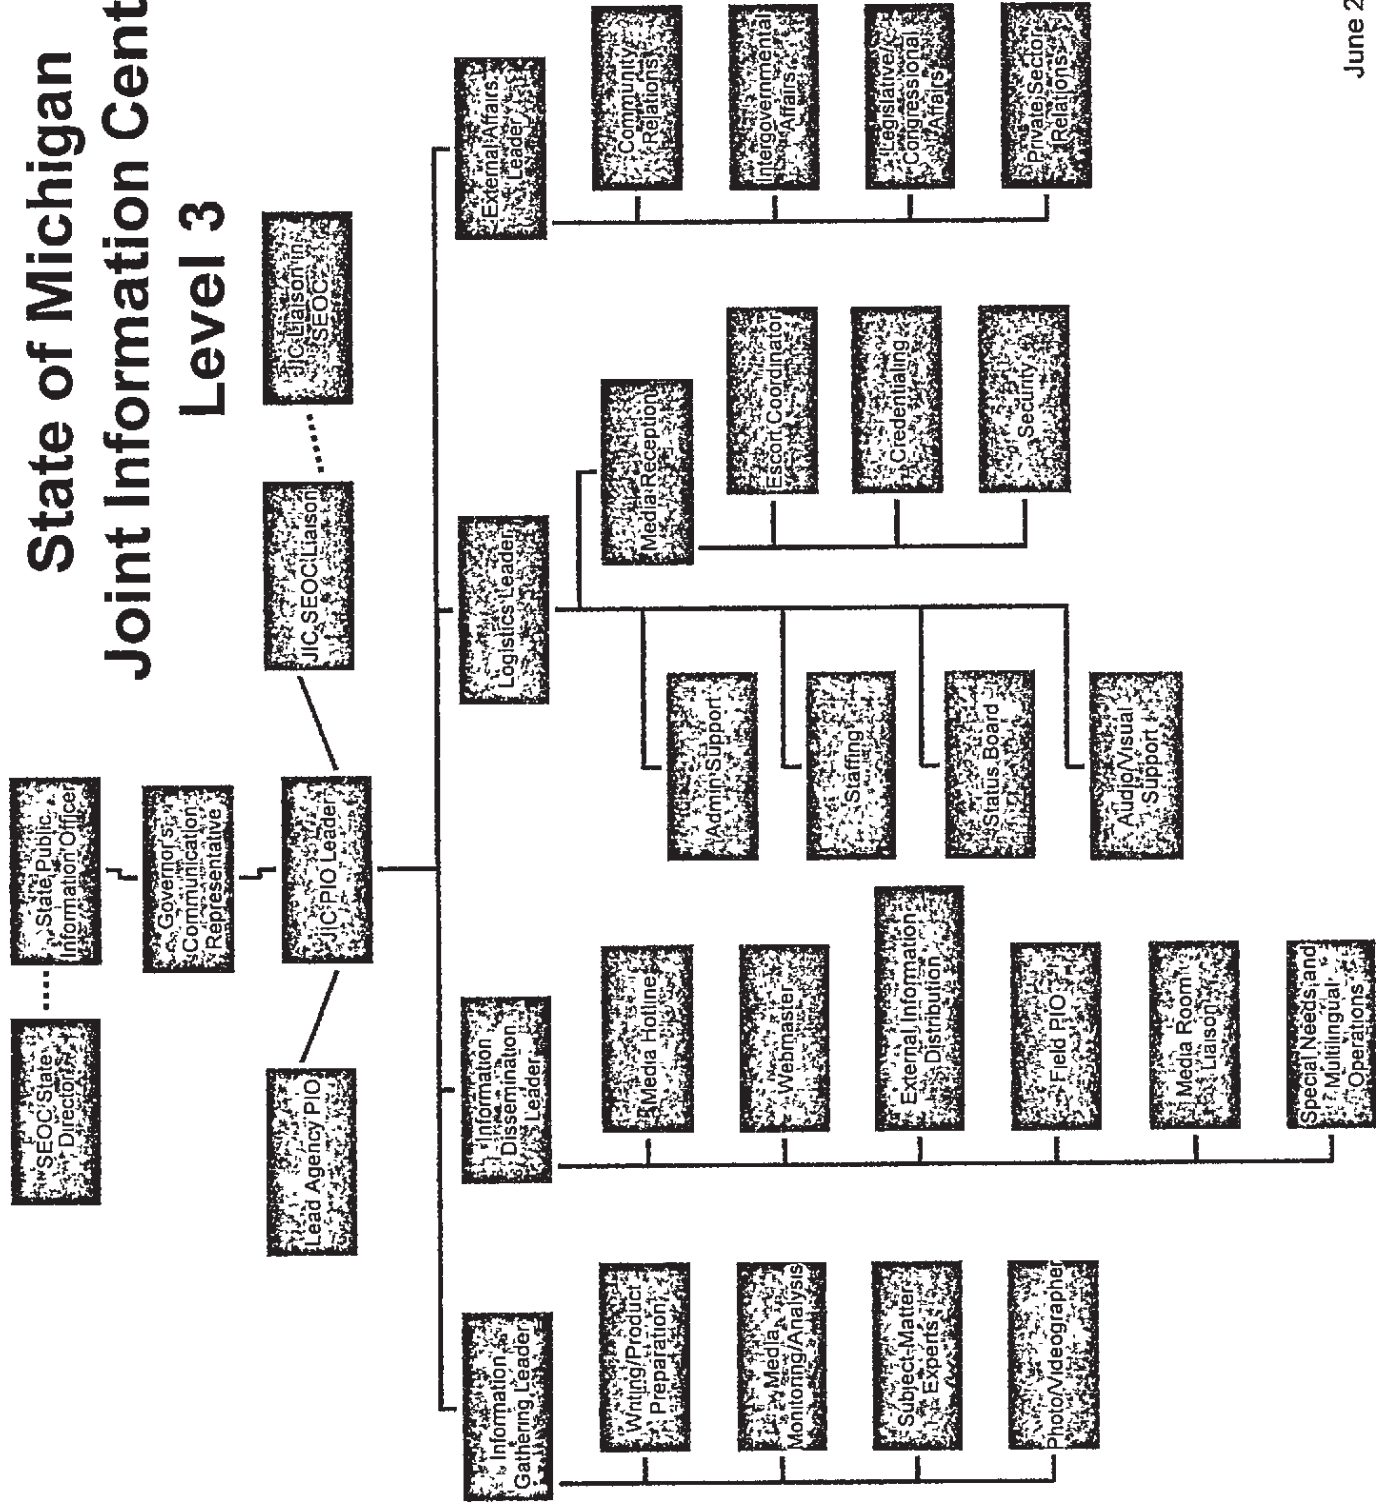 State of Michigan
Joint Information Cent
Level 3
SEOC State
Director
State Public
Information Officer
Governor's
Communication
Representative
Lead Agency PIO
JIC PIO Leader
JIC SEOC Liaison
JIC Liaison in
SEOC
Information
Gathering Leader
Writing/Product
Preparation
Media
Monitoring/Analysis
Subject-Matter
Experts
Photo/Videographer
Information
Dissemination
Leader
Media Hotline
Webmaster
External Information
Distribution
Field PIO
Media Room
Liaison
Special Needs and
Multilingual
Operations
Logistics Leader
Admin Support
Staffing
Status Board
Audio/Visual
Support
Media Reception
Escort Coordinator
Credentialing
Security
External Affairs
Leader
Community
Relations
Intergovernmental
Affairs
Legislative/
Congressional
Affairs
Private Sector
Relations
June 2